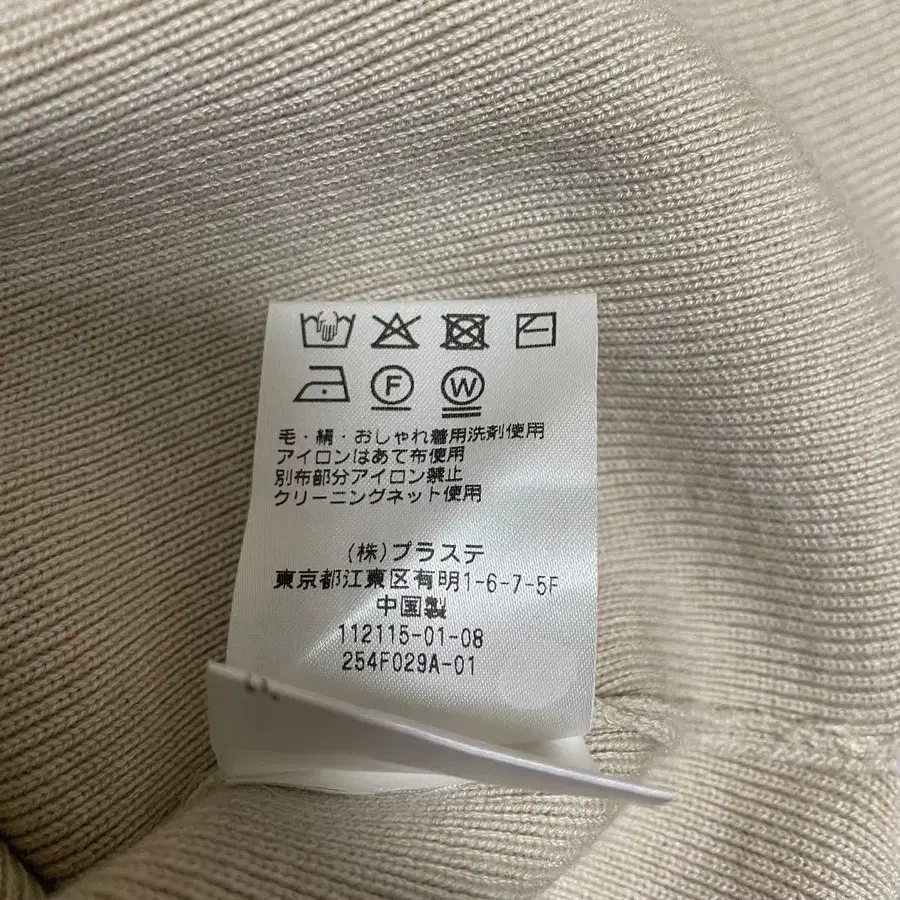 F W
毛・絹・おしゃれ着用洗剤使用
アイロンはあて布使用
別布部分アイロン禁止
クリーニングネット使用
(株)プラステ
東京都江東区有明1-6-7-5F
中国製
112115-01-08
254F029A-01